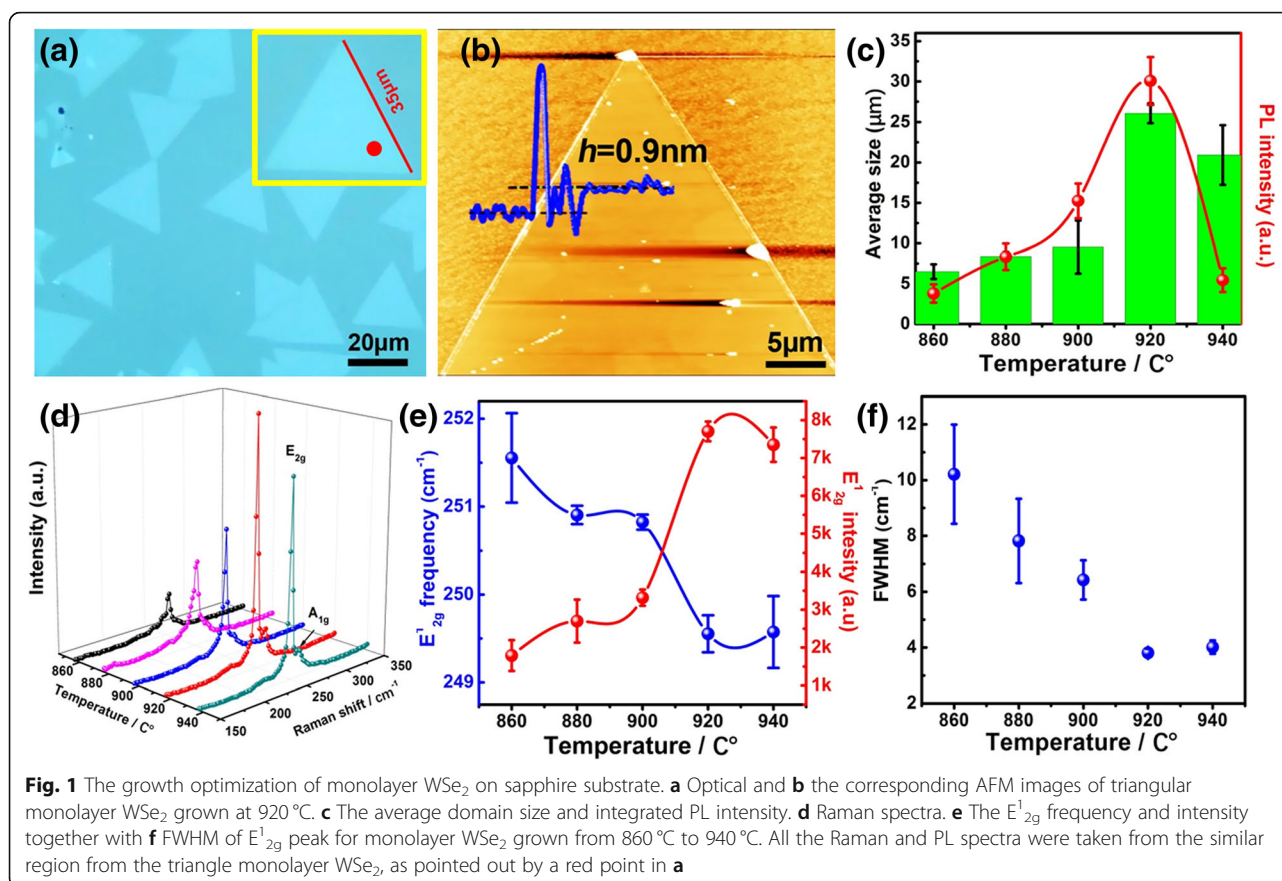 (a)
35μm
20μm
(b)
h=0.9nm
5μm
(c)
Average size (μm)
35
30
25
20
15
10
5
0
860 880 900 920 940
Temperature / C°
PL intensity (a.u.)
(d)
Intensity (a.u.)
E2g
A1g
860
880
900
920
940
Temperature / C°
150
200
250
300
350
Raman shift / cm⁻¹
(e)
E¹2g frequency (cm⁻¹)
252
251
250
249
860 880 900 920 940
Temperature / C°
8k
7k
6k
5k
4k
3k
2k
1k
E¹2g intesity (a.u)
(f)
FWHM (cm⁻¹)
12
10
8
6
4
2
860 880 900 920 940
Temperature / C°
Fig. 1 The growth optimization of monolayer WSe₂ on sapphire substrate. a Optical and b the corresponding AFM images of triangular
monolayer WSe₂ grown at 920 °C. c The average domain size and integrated PL intensity. d Raman spectra. e The E¹2g frequency and intensity
together with f FWHM of E¹2g peak for monolayer WSe₂ grown from 860 °C to 940 °C. All the Raman and PL spectra were taken from the similar
region from the triangle monolayer WSe₂, as pointed out by a red point in a